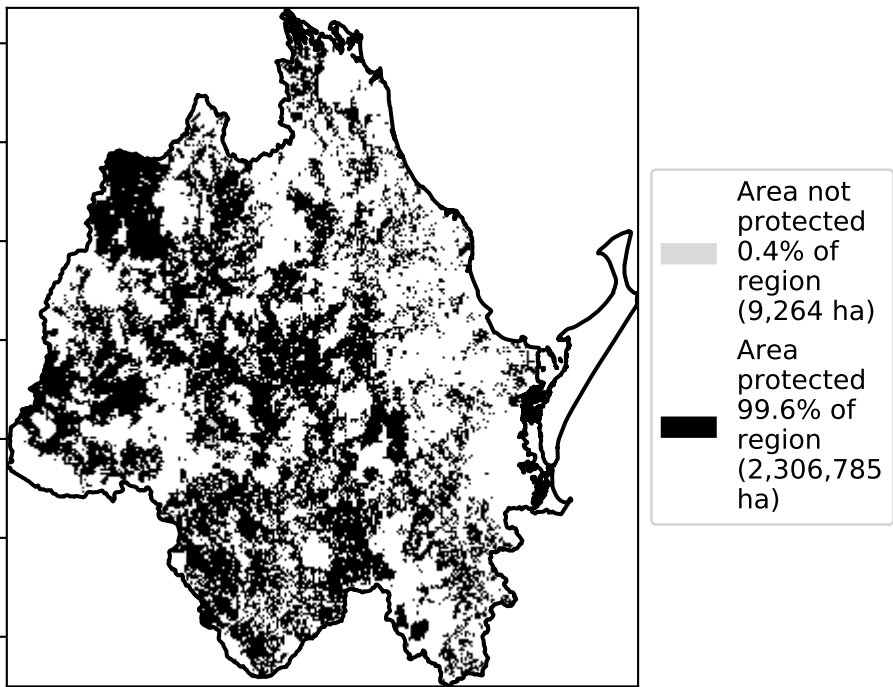 Area not
protected
0.4% of
region
(9,264 ha)
Area
protected
99.6% of
region
(2,306,785
ha)